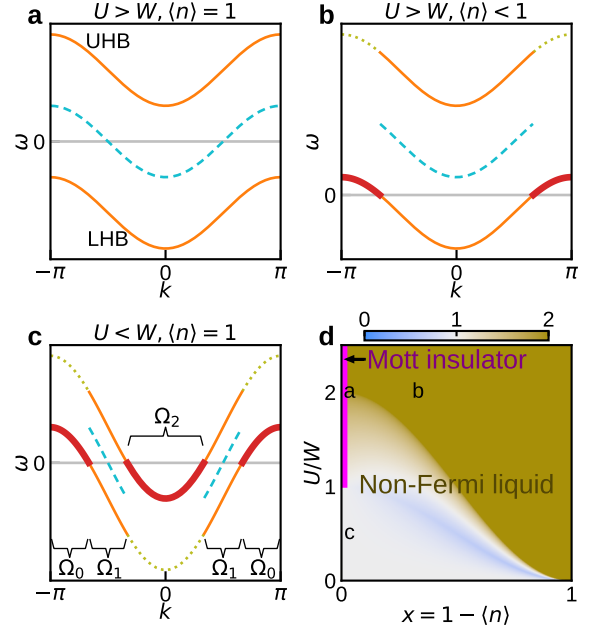 a U > W, ⟨n⟩ = 1
UHB
ω 0
LHB
−π 0 π
k
b U > W, ⟨n⟩ < 1
ω
0
−π 0 π
k
c U < W, ⟨n⟩ = 1
Ω₂
ω 0
Ω₀ Ω₁ Ω₁ Ω₀
−π 0 π
k
0 1 2
d
Mott insulator
2 a b
U/W
1 Non-Fermi liquid
c
0
0 1
x = 1 − ⟨n⟩